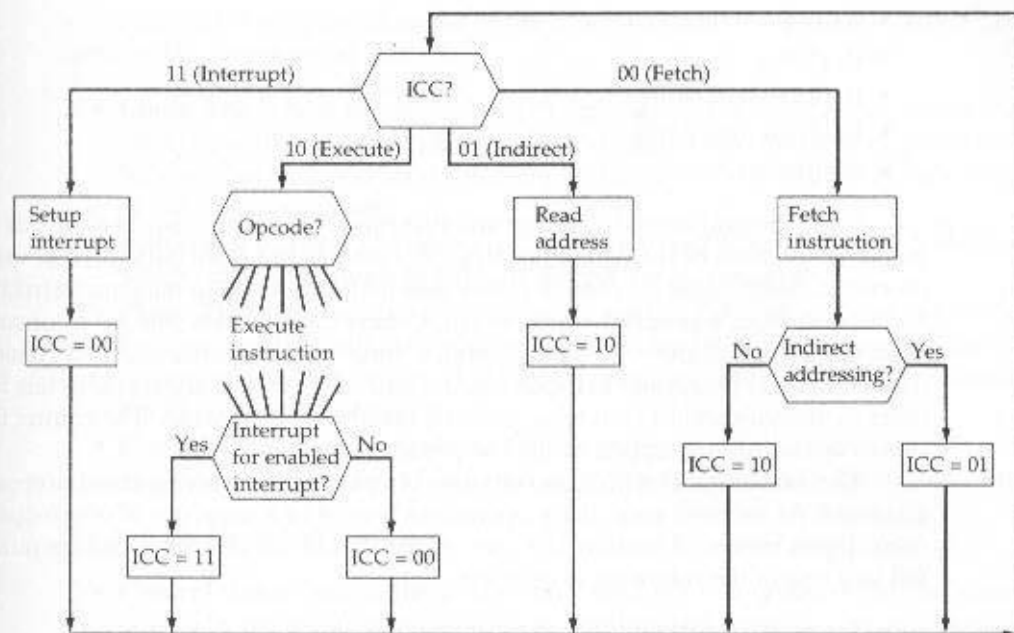 11 (Interrupt)
ICC?
00 (Fetch)
10 (Execute)
01 (Indirect)
Setup
interrupt
Opcode?
Read
address
Fetch
instruction
Execute
instruction
ICC = 00
ICC = 10
No
Indirect
addressing?
Yes
Yes
Interrupt
for enabled
interrupt?
No
ICC = 10
ICC = 01
ICC = 11
ICC = 00